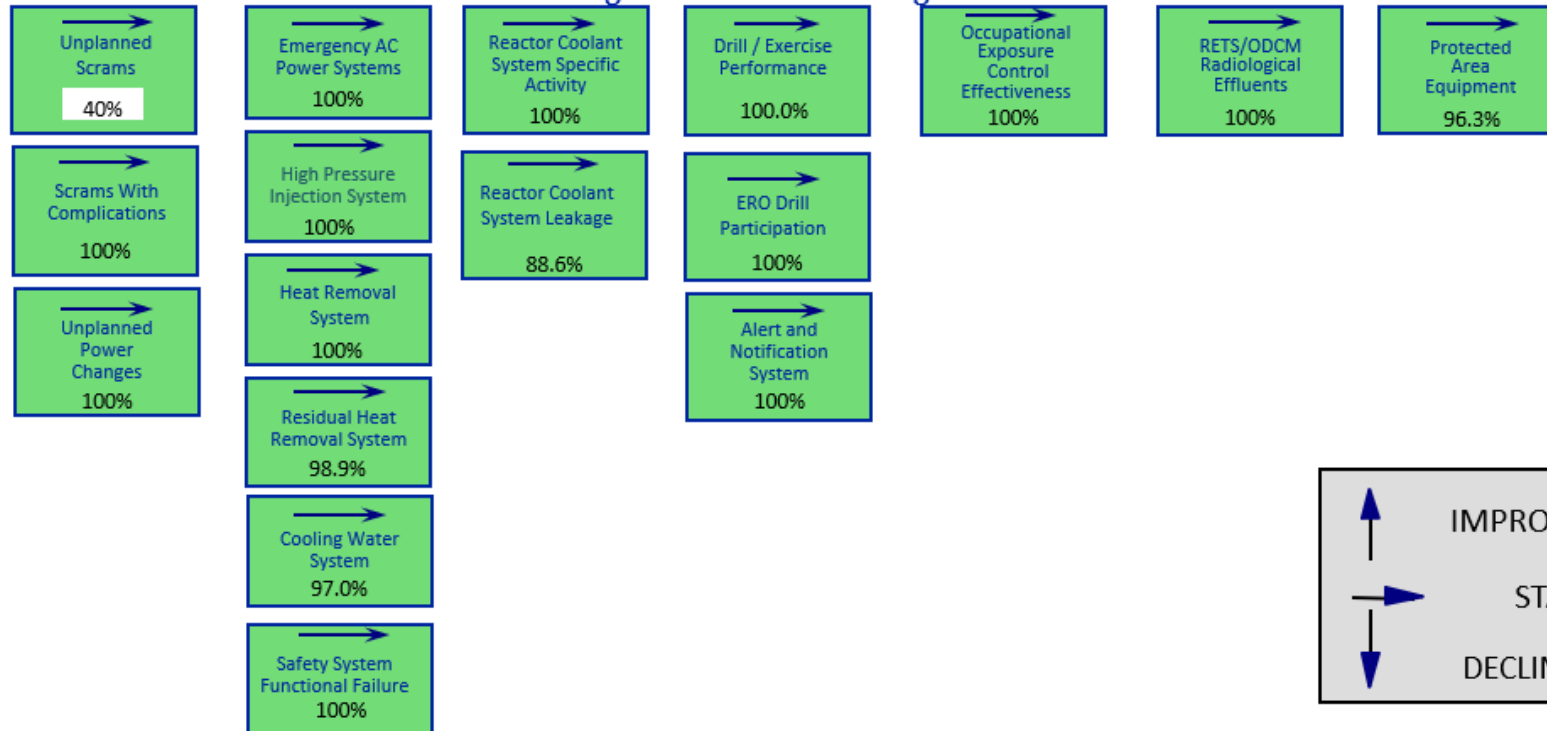 Unplanned
Scrams
40%
Scrams With
Complications
100%
Unplanned
Power
Changes
100%
Emergency AC
Power Systems
100%
High Pressure
Injection System
100%
Heat Removal
System
100%
Residual Heat
Removal System
98.9%
Cooling Water
System
97.0%
Safety System
Functional Failure
100%
Reactor Coolant
System Specific
Activity
100%
Reactor Coolant
System Leakage
88.6%
Drill / Exercise
Performance
100.0%
ERO Drill
Participation
100%
Alert and
Notification
System
100%
Occupational
Exposure
Control
Effectiveness
100%
RETS/ODCM
Radiological
Effluents
100%
Protected
Area
Equipment
96.3%